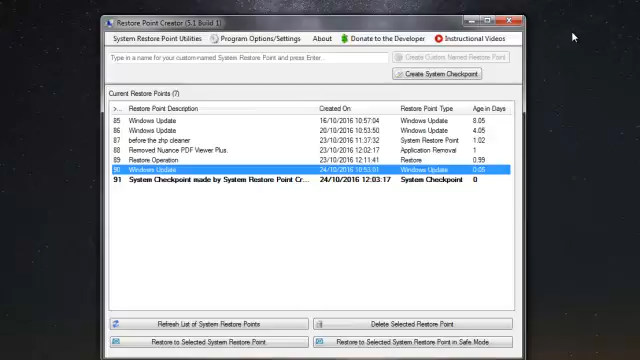 Restore Point Creator (5.1 Build 1)
System Restore Point Utilities Program Options/Settings About Donate to the Developer Instructional Videos
Type in a name for your custom-named System Restore Point and press Enter... Create Custom Named Restore Point
Create System Checkpoint
Current Restore Points (7)
>... Restore Point Description Created On: Restore Point Type Age in Days
85 Windows Update 16/10/2016 10:57:04 Windows Update 8.05
86 Windows Update 20/10/2016 10:53:50 Windows Update 4.05
87 before the zhp cleaner 23/10/2016 11:37:32 System Restore Point 1.02
88 Removed Nuance PDF Viewer Plus. 23/10/2016 12:00:50 Application Removal 1
89 Restore Operation 23/10/2016 12:11:41 Restore 0.99
90 Windows Update 24/10/2016 10:53:01 Windows Update 0.05
91 System Checkpoint made by System Restore Point Cr... 24/10/2016 12:03:17 System Checkpoint 0
Refresh List of System Restore Points Delete Selected Restore Point
Restore to Selected System Restore Point Restore to Selected System Restore Point in Safe Mode